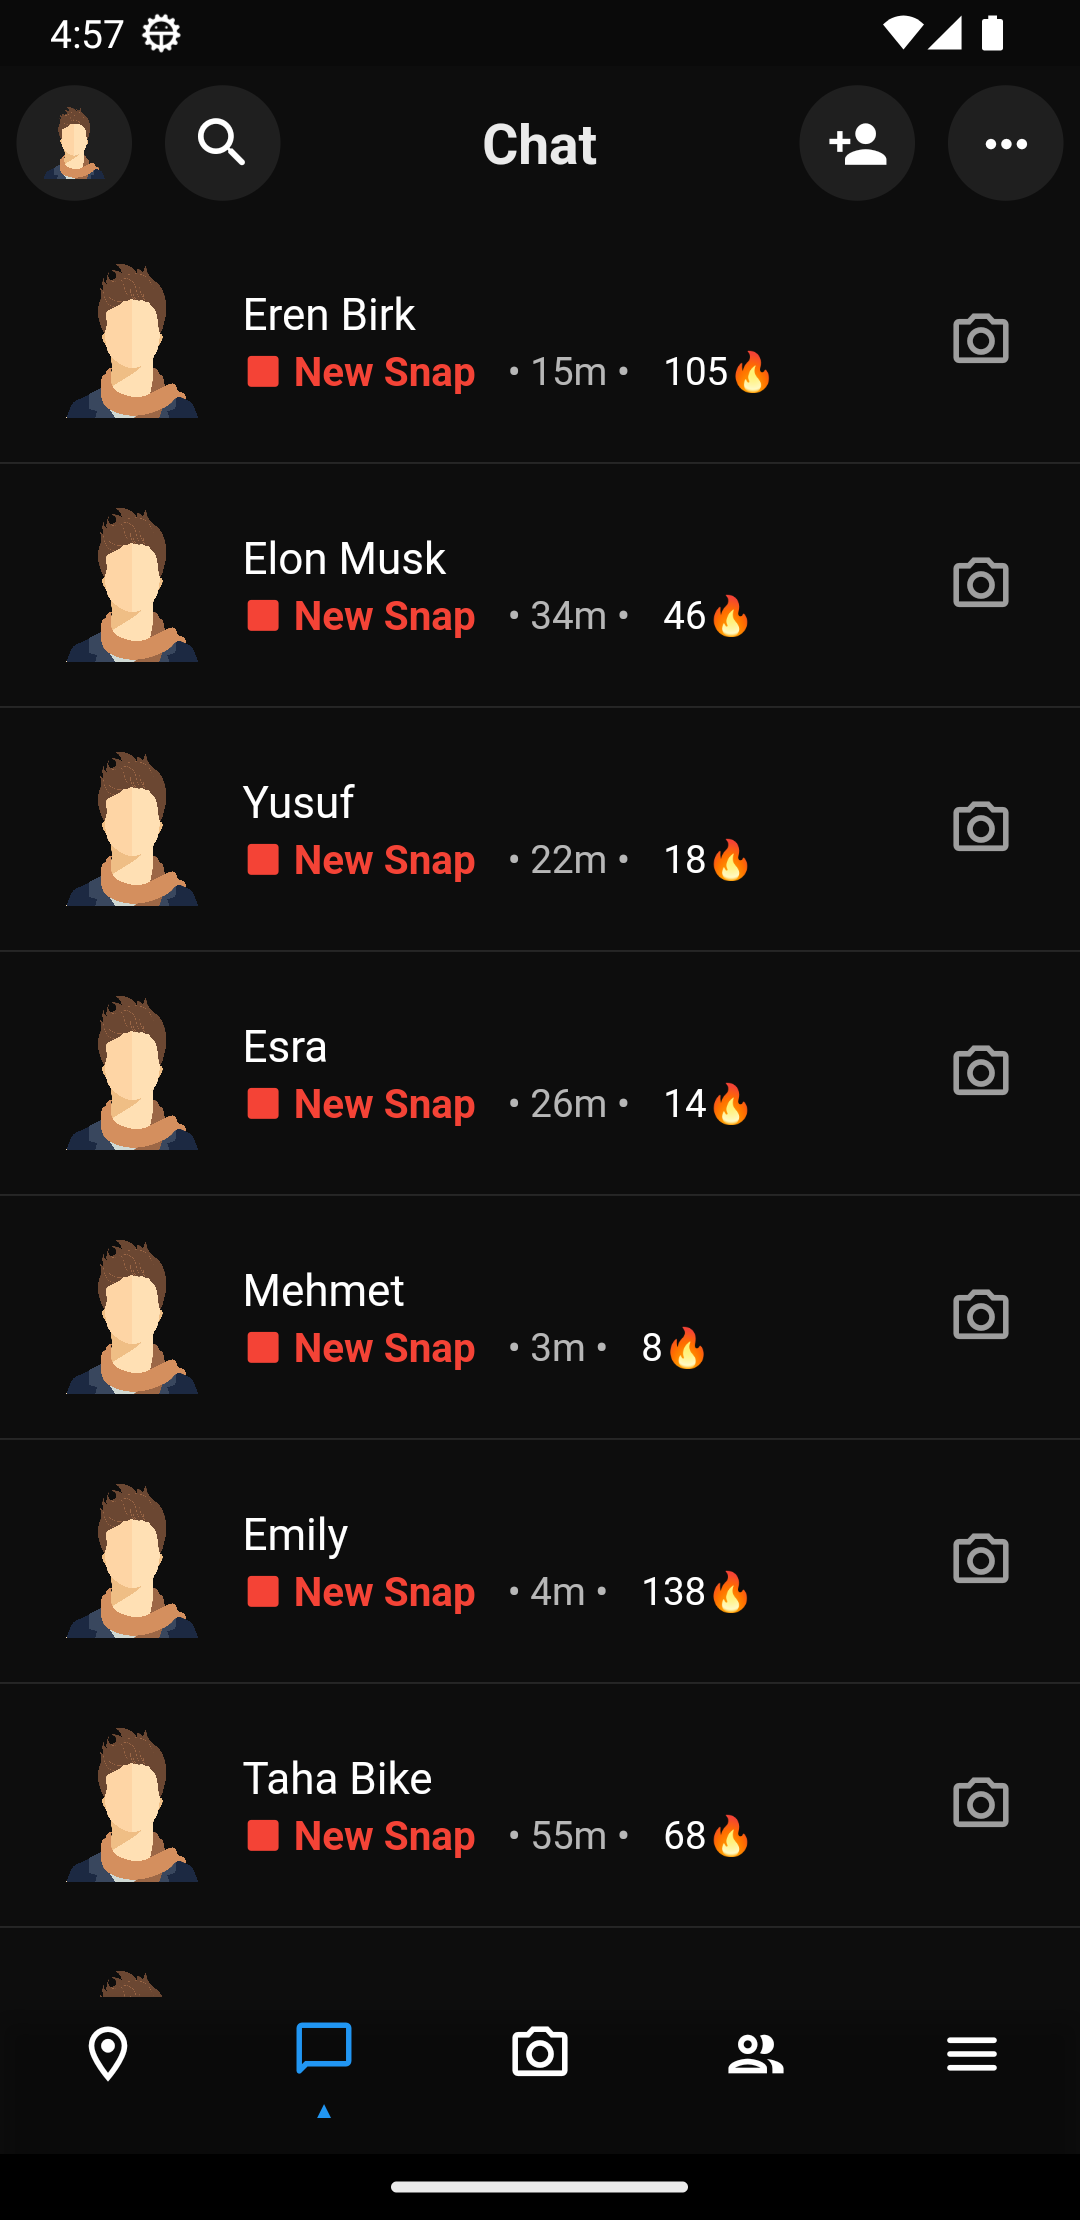 4:57
Chat
Eren Birk
New Snap • 15m • 105🔥
Elon Musk
New Snap • 34m • 46🔥
Yusuf
New Snap • 22m • 18🔥
Esra
New Snap • 26m • 14🔥
Mehmet
New Snap • 3m • 8🔥
Emily
New Snap • 4m • 138🔥
Taha Bike
New Snap • 55m • 68🔥